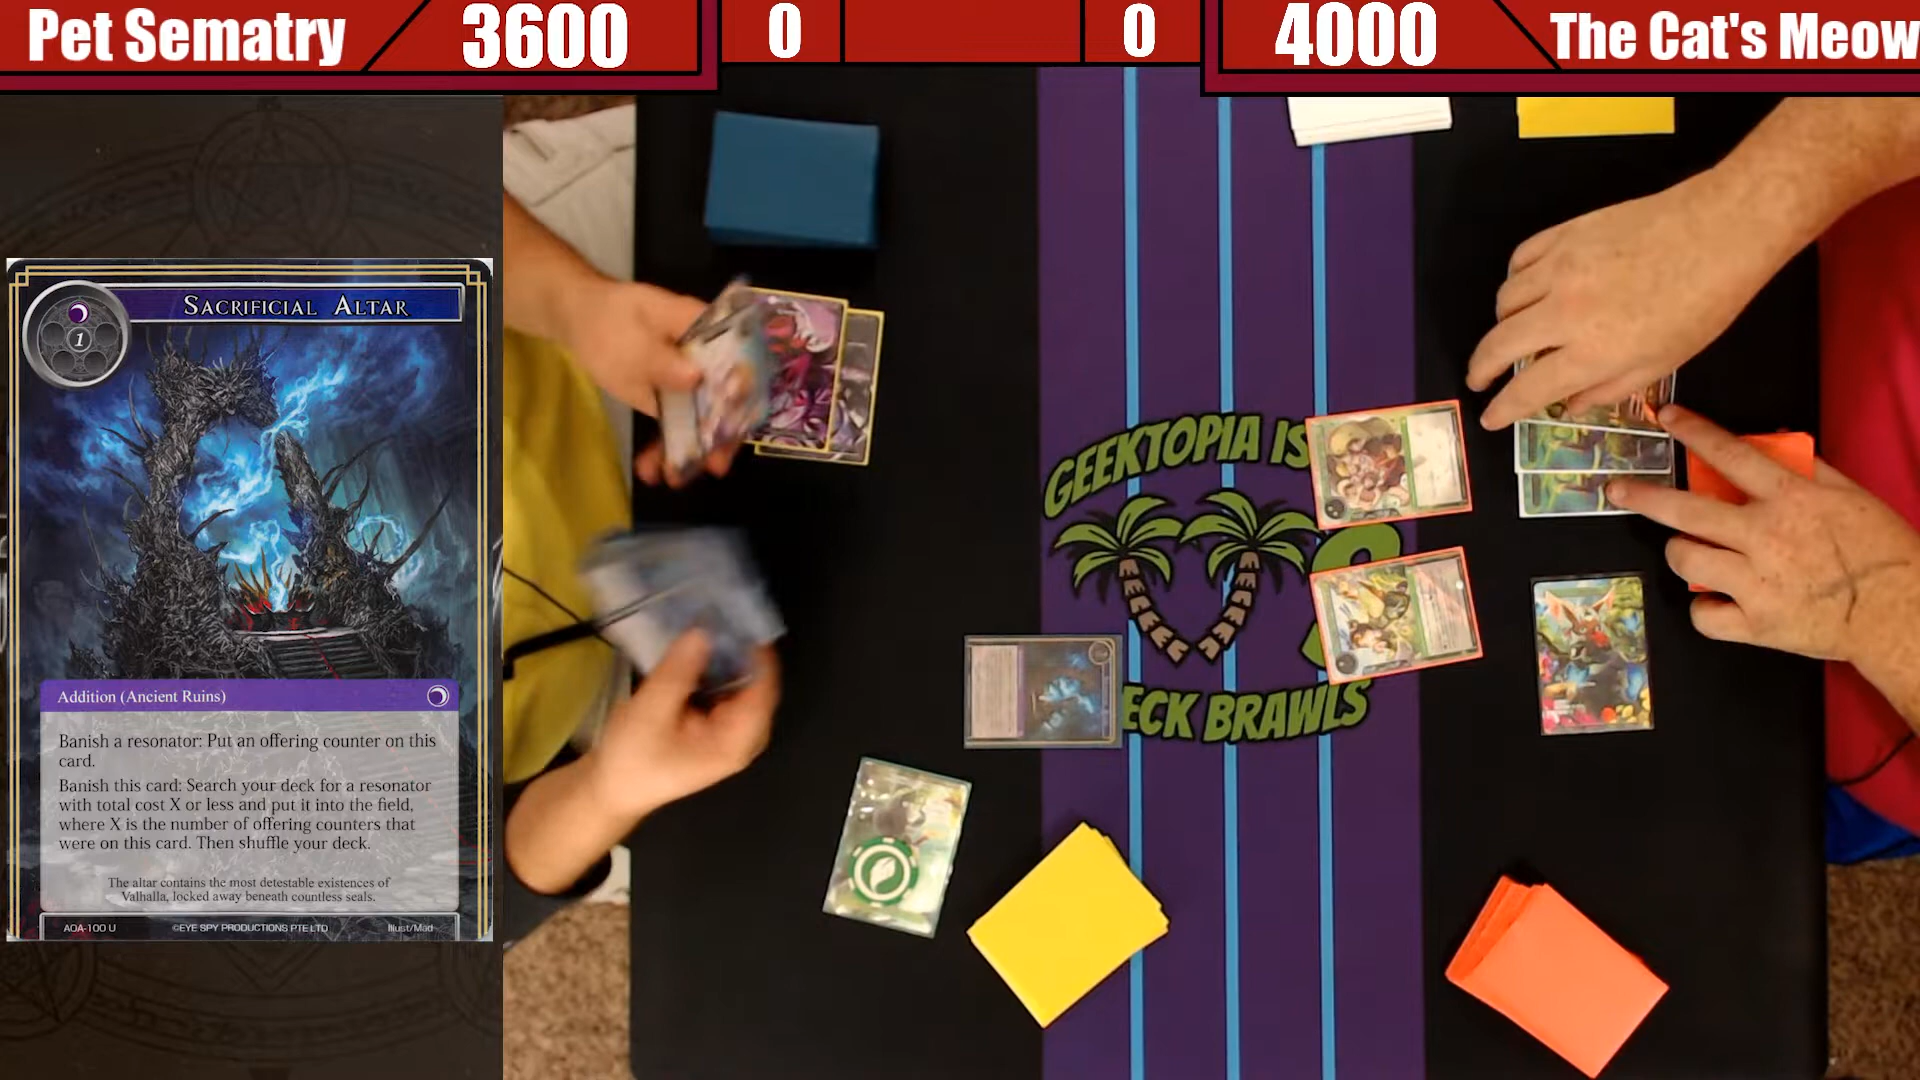 Pet Sematry
3600
0
0
4000
The Cat's Meow
1
SACRIFICIAL ALTAR
Addition (Ancient Ruins)
Banish a resonator: Put an offering counter on this
card.
Banish this card: Search your deck for a resonator
with total cost X or less and put it into the field,
where X is the number of offering counters that
were on this card. Then shuffle your deck.
The altar contains the most detestable existences of
Valhalla, locked away beneath countless seals.
AOA-100 U
©EYE SPY PRODUCTIONS PTE LTD
Illust/Mad
GEEKTOPIA IS
ECK BRAWLS